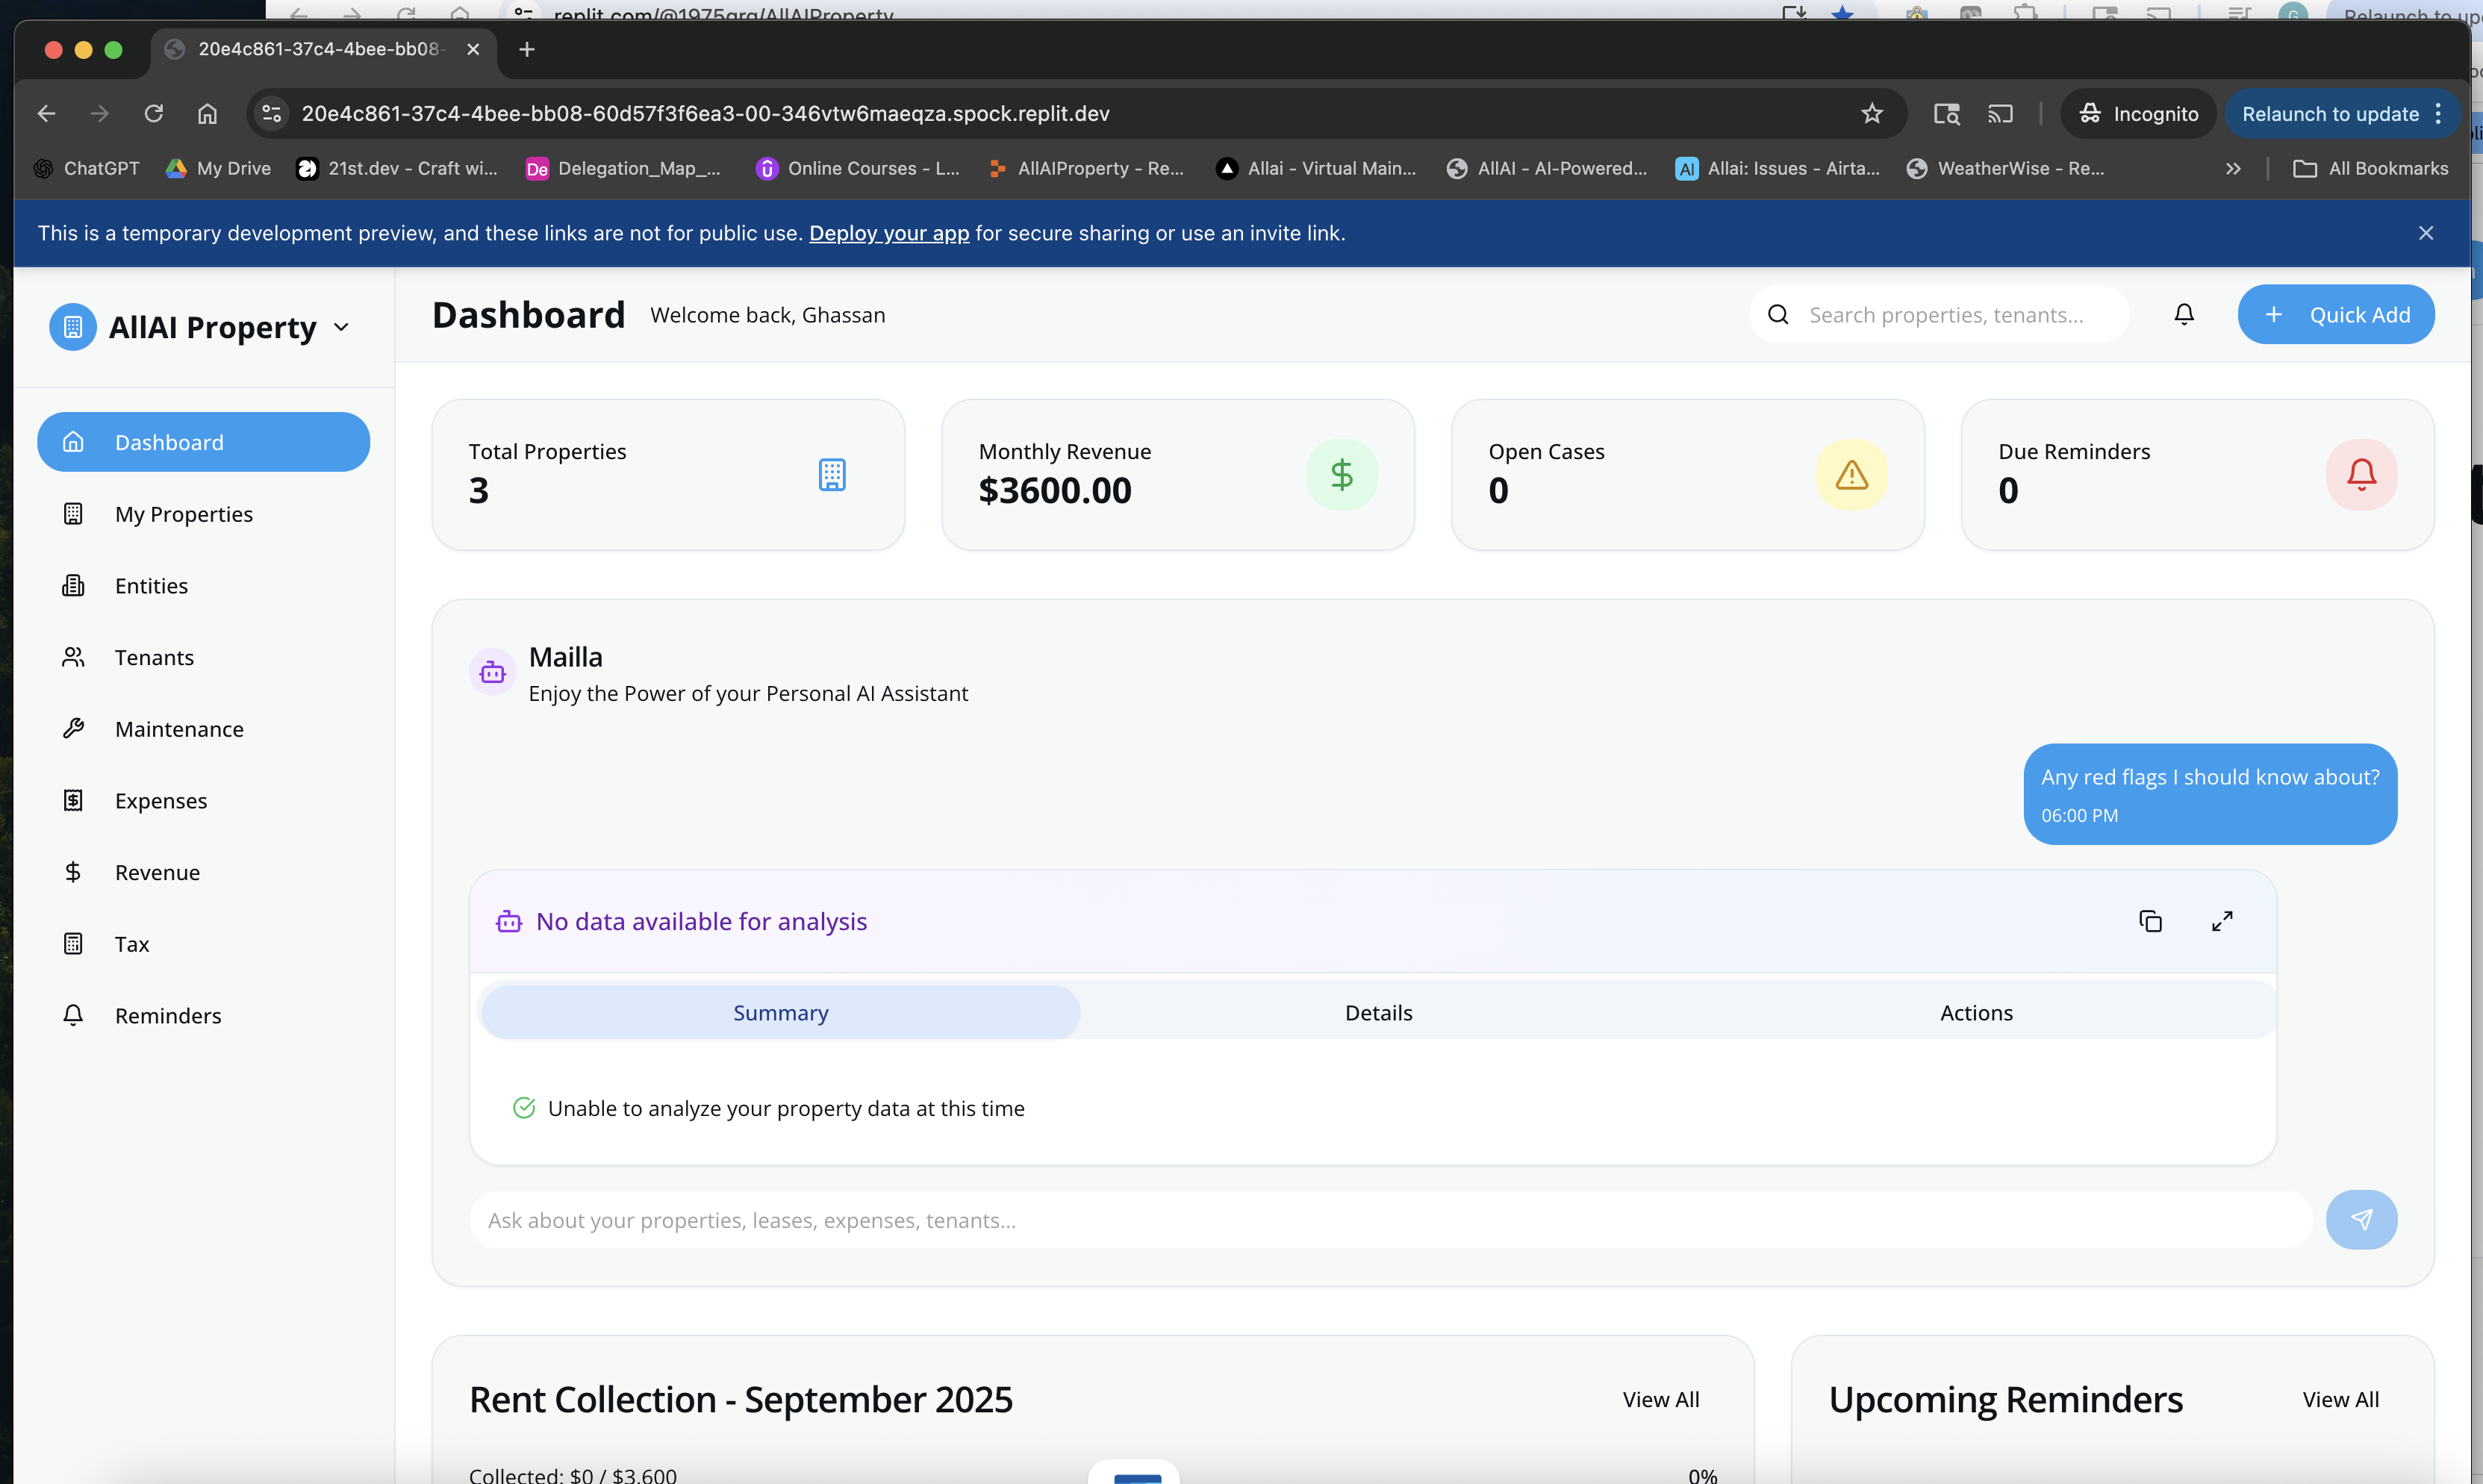 replit.com/@1975grg/AllAIProperty
20e4c861-37c4-4bee-bb08-
20e4c861-37c4-4bee-bb08-60d57f3f6ea3-00-346vtw6maeqza.spock.replit.dev
Incognito
Relaunch to update
ChatGPT
My Drive
21st.dev - Craft wi...
De
Delegation_Map_...
Online Courses - L...
AllAIProperty - Re...
Allai - Virtual Main...
AllAI - AI-Powered...
AI
Allai: Issues - Airta...
WeatherWise - Re...
All Bookmarks
This is a temporary development preview, and these links are not for public use. Deploy your app for secure sharing or use an invite link.
AllAI Property
Dashboard
Welcome back, Ghassan
Search properties, tenants...
Quick Add
Dashboard
My Properties
Entities
Tenants
Maintenance
Expenses
Revenue
Tax
Reminders
Total Properties
3
Monthly Revenue
$3600.00
Open Cases
0
Due Reminders
0
Mailla
Enjoy the Power of your Personal AI Assistant
Any red flags I should know about?
06:00 PM
No data available for analysis
Summary
Details
Actions
Unable to analyze your property data at this time
Ask about your properties, leases, expenses, tenants...
Rent Collection - September 2025
View All
Collected: $0 / $3,600
0%
Upcoming Reminders
View All